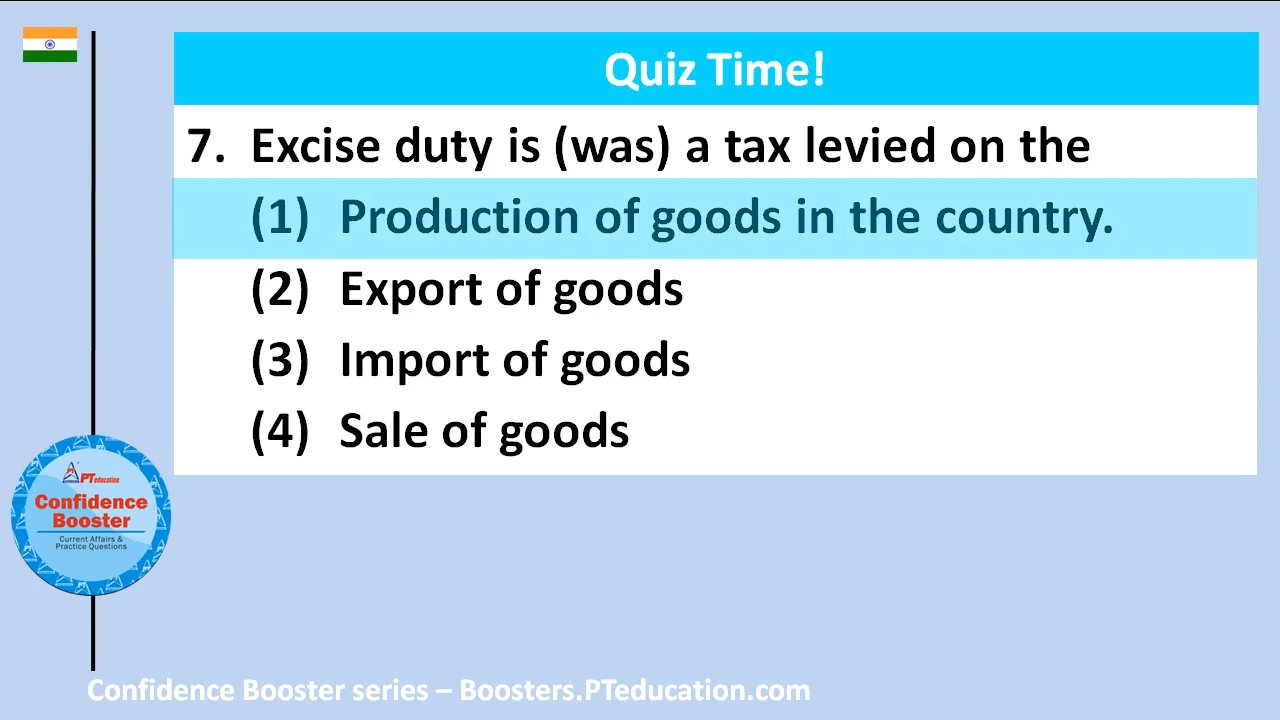 Quiz Time!
7. Excise duty is (was) a tax levied on the
(1) Production of goods in the country.
(2) Export of goods
(3) Import of goods
(4) Sale of goods
PT education
Confidence
Booster
Current Affairs &
Practice Questions
Confidence Booster series – Boosters.PTeducation.com